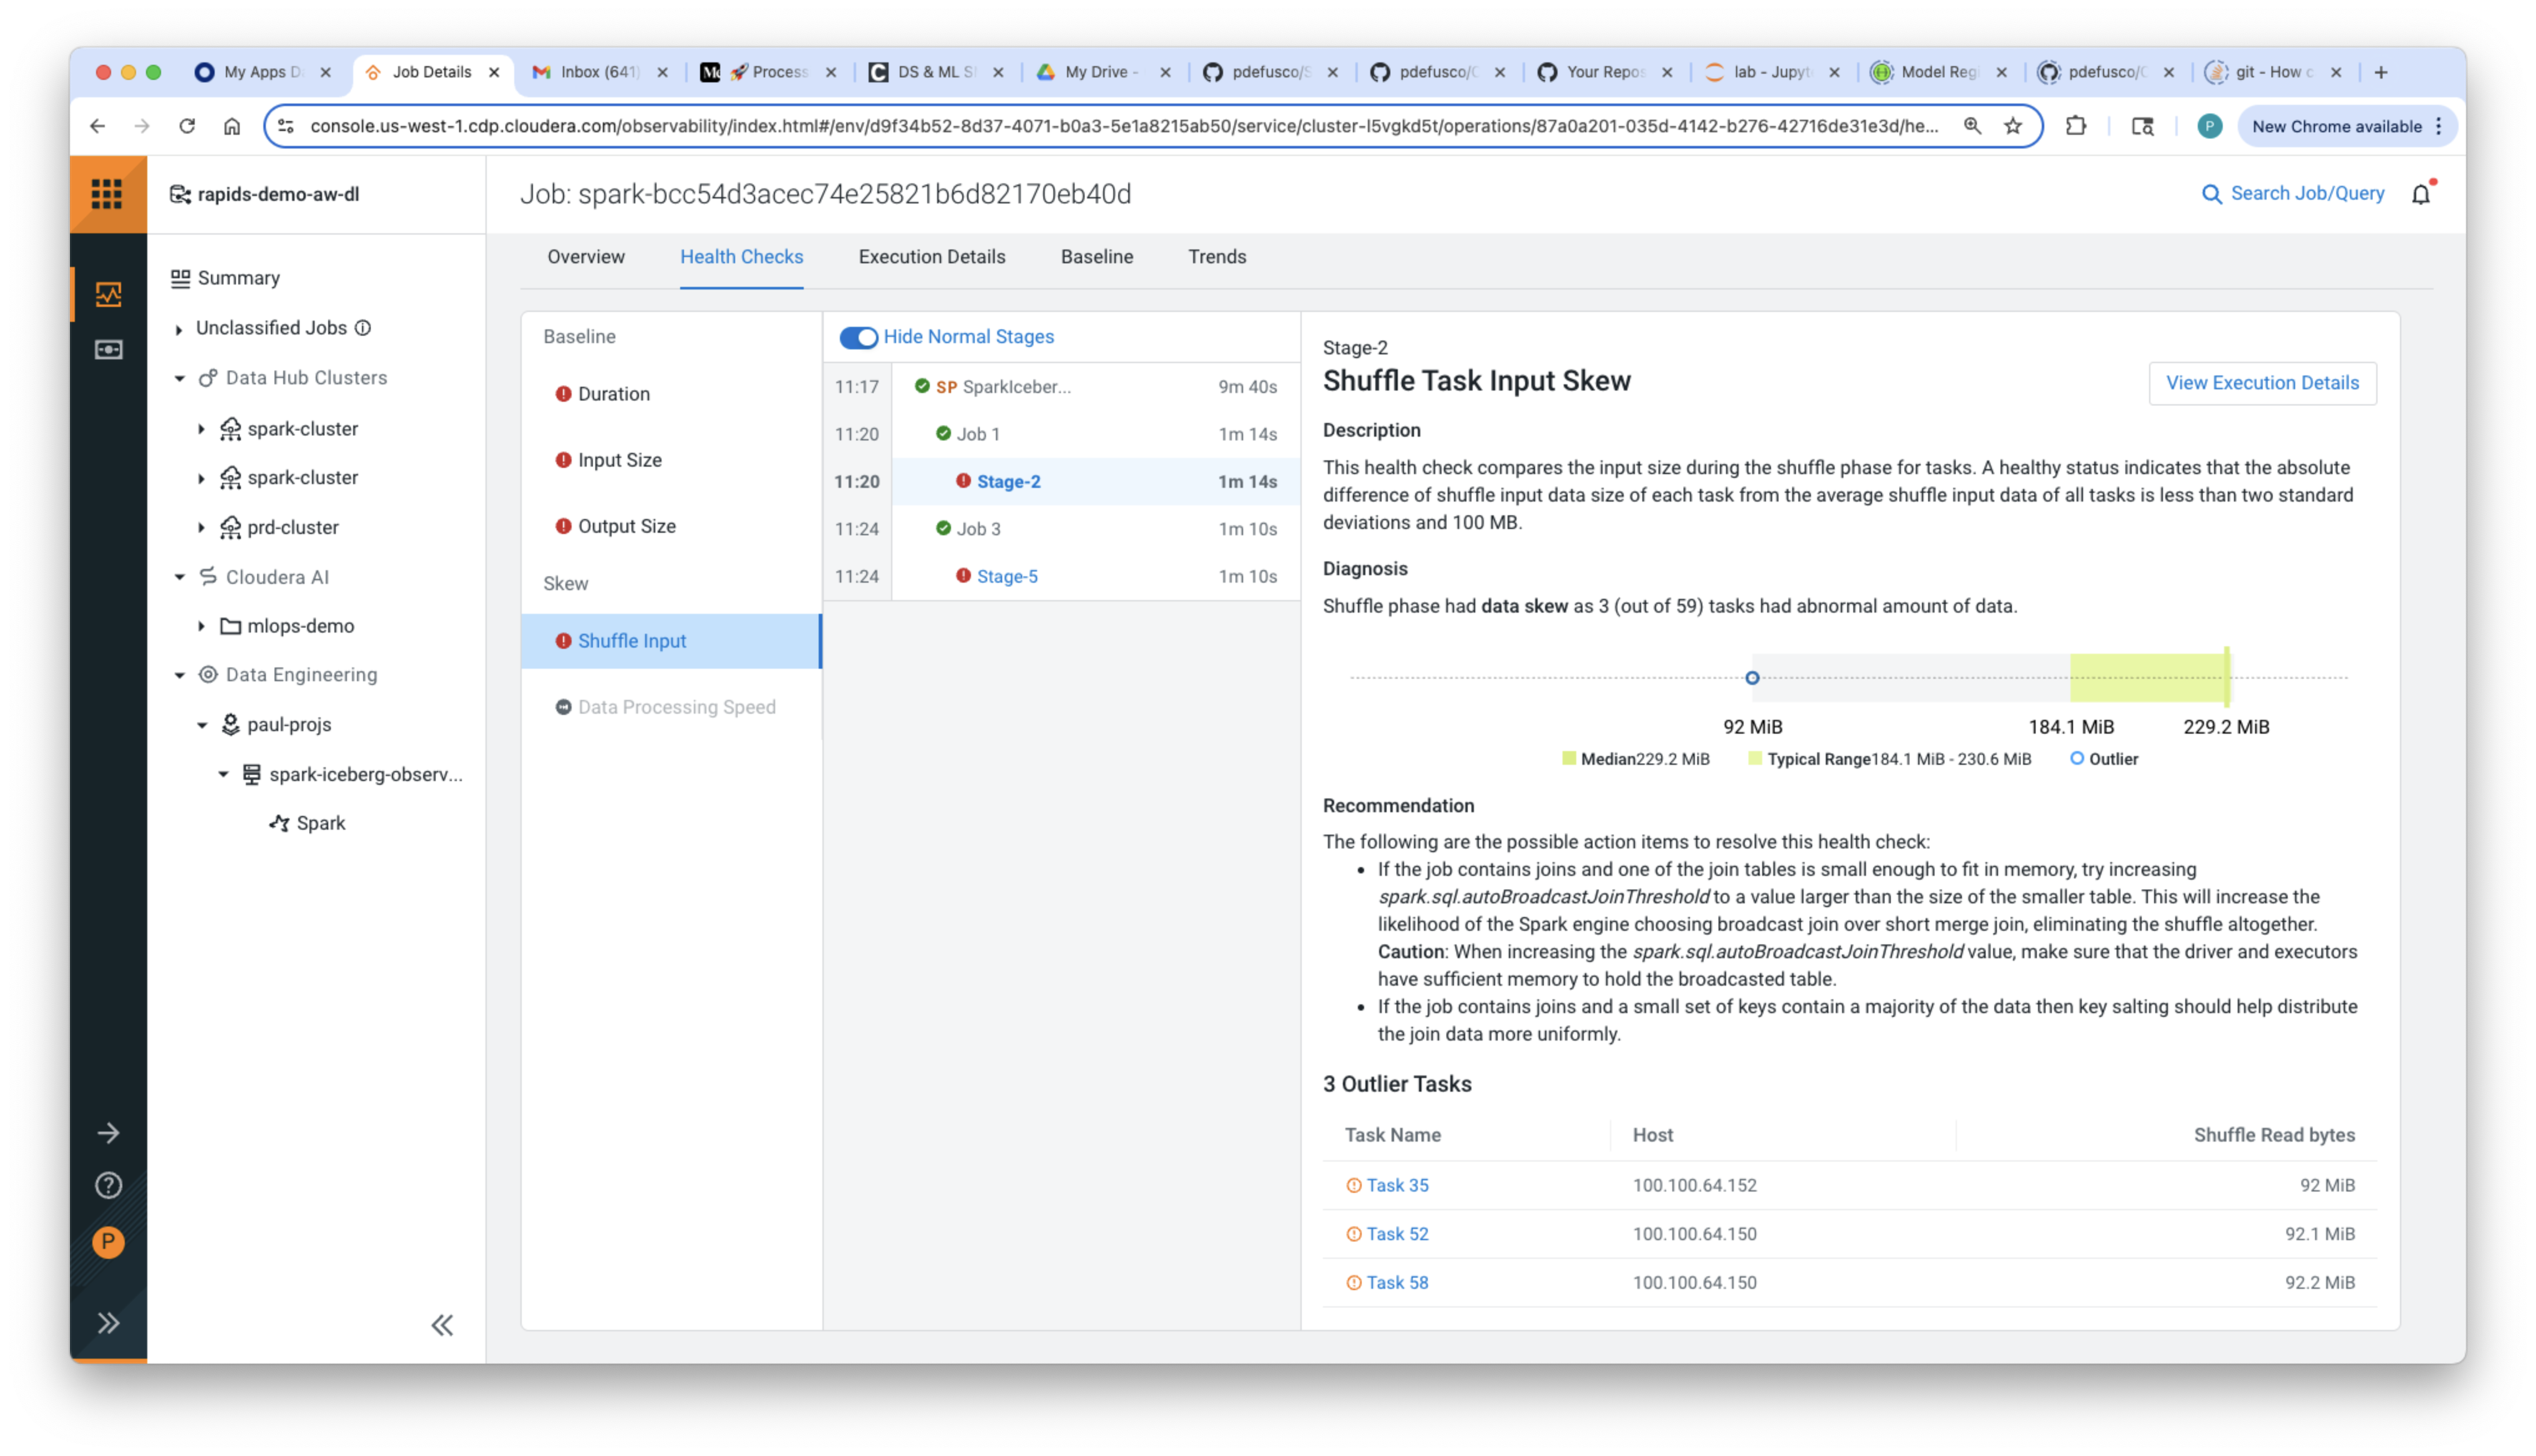 My Apps D
Job Details
Inbox (641)
Process
DS & ML S
My Drive -
pdefusco/S
pdefusco/C
Your Repos
lab - Jupyt
Model Reg
pdefusco/C
git - How c
console.us-west-1.cdp.cloudera.com/observability/index.html#/env/d9f34b52-8d37-4071-b0a3-5e1a8215ab50/service/cluster-l5vgkd5t/operations/87a0a201-035d-4142-b276-42716de31e3d/he...
P
New Chrome available
rapids-demo-aw-dl
Job: spark-bcc54d3acec74e25821b6d82170eb40d
Search Job/Query
Summary
Unclassified Jobs
Data Hub Clusters
spark-cluster
spark-cluster
prd-cluster
Cloudera AI
mlops-demo
Data Engineering
paul-projs
spark-iceberg-observ...
Spark
P
Overview
Health Checks
Execution Details
Baseline
Trends
Baseline
Duration
Input Size
Output Size
Skew
Shuffle Input
Data Processing Speed
Hide Normal Stages
11:17 SP SparkIceber... 9m 40s
11:20 Job 1 1m 14s
11:20 Stage-2 1m 14s
11:24 Job 3 1m 10s
11:24 Stage-5 1m 10s
Stage-2
Shuffle Task Input Skew
View Execution Details
Description
This health check compares the input size during the shuffle phase for tasks. A healthy status indicates that the absolute
difference of shuffle input data size of each task from the average shuffle input data of all tasks is less than two standard
deviations and 100 MB.
Diagnosis
Shuffle phase had data skew as 3 (out of 59) tasks had abnormal amount of data.
92 MiB 184.1 MiB 229.2 MiB
Median229.2 MiB Typical Range184.1 MiB - 230.6 MiB Outlier
Recommendation
The following are the possible action items to resolve this health check:
• If the job contains joins and one of the join tables is small enough to fit in memory, try increasing
spark.sql.autoBroadcastJoinThreshold to a value larger than the size of the smaller table. This will increase the
likelihood of the Spark engine choosing broadcast join over short merge join, eliminating the shuffle altogether.
Caution: When increasing the spark.sql.autoBroadcastJoinThreshold value, make sure that the driver and executors
have sufficient memory to hold the broadcasted table.
• If the job contains joins and a small set of keys contain a majority of the data then key salting should help distribute
the join data more uniformly.
3 Outlier Tasks
Task Name Host Shuffle Read bytes
Task 35 100.100.64.152 92 MiB
Task 52 100.100.64.150 92.1 MiB
Task 58 100.100.64.150 92.2 MiB